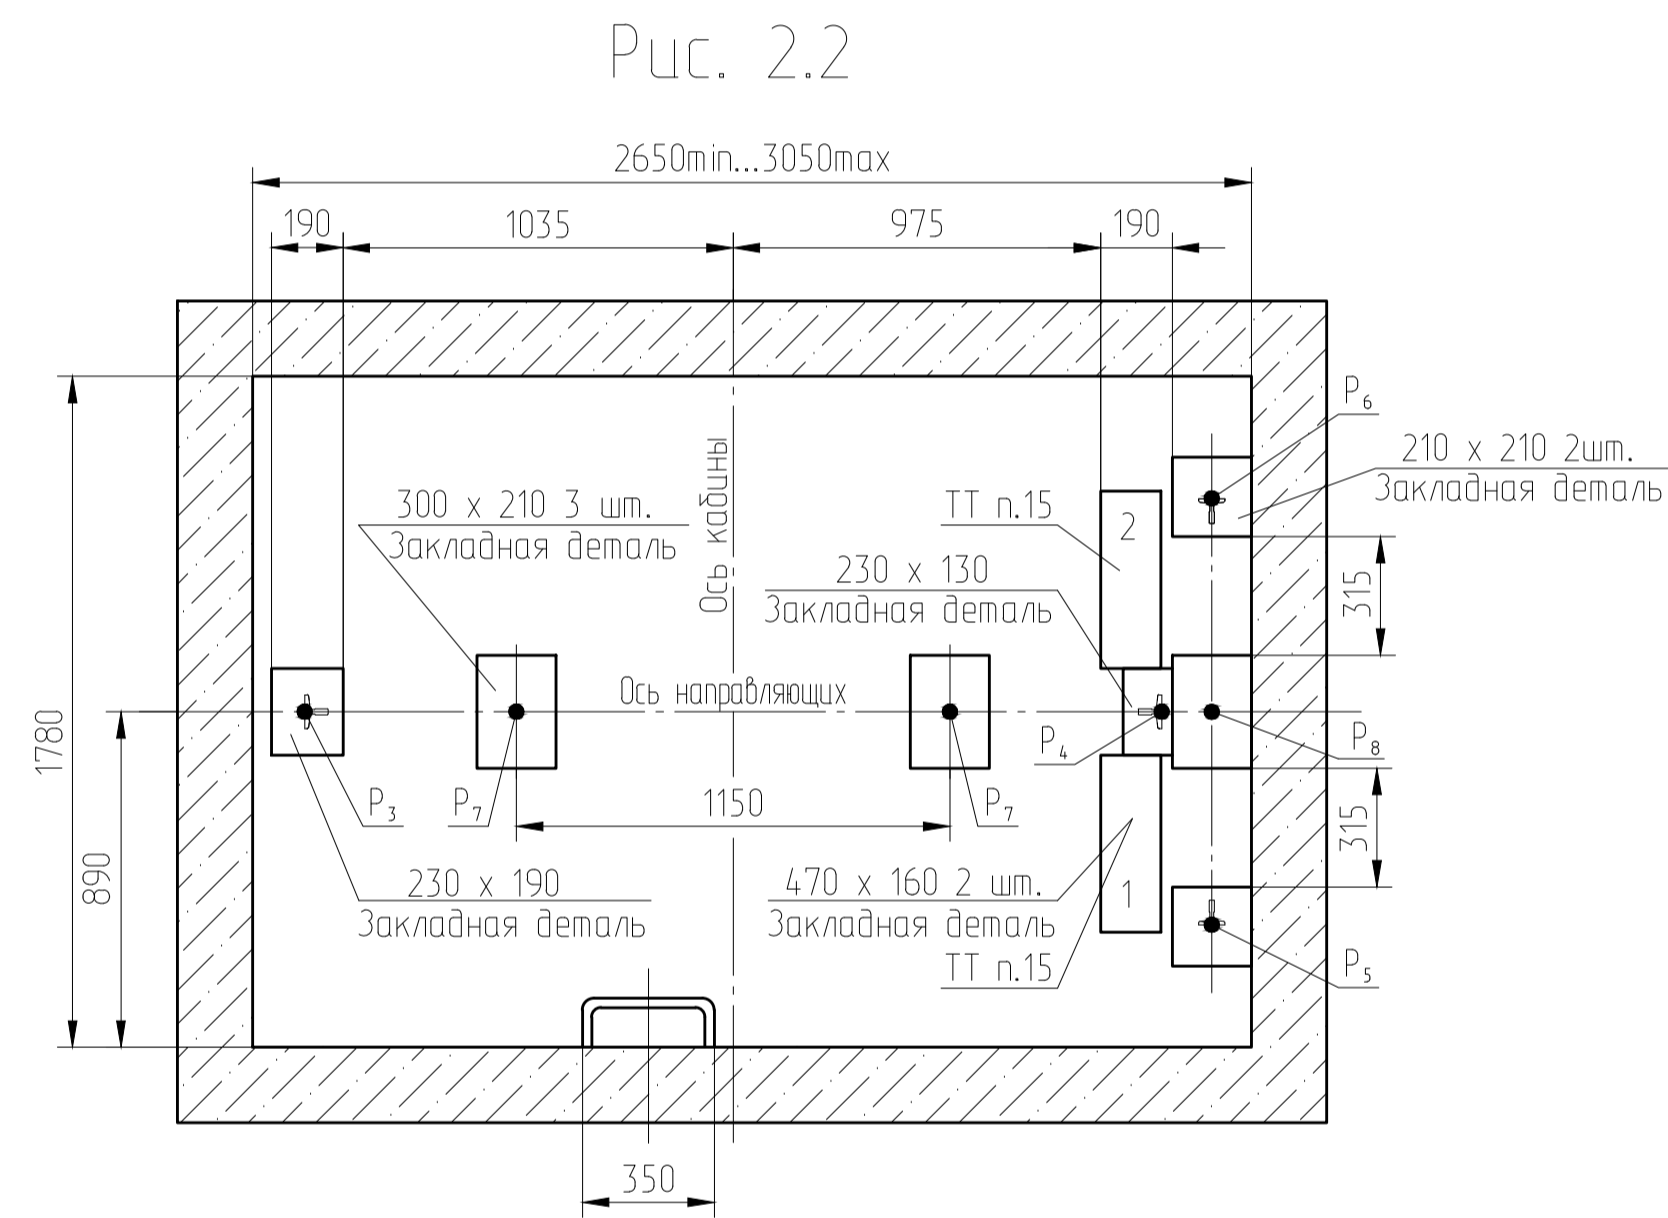 Рис. 2.2
2650min...3050max
190
1035
975
190
P6
210 x 210 2шт.
Закладная деталь
300 x 210 3 шт.
Закладная деталь
Ось кабины
ТТ п.15
2
230 x 130
Закладная деталь
315
Ось направляющих
1780
890
P3
P7
1150
P7
P4
P8
315
230 x 190
Закладная деталь
470 x 160 2 шт.
Закладная деталь
ТТ п.15
1
P5
350